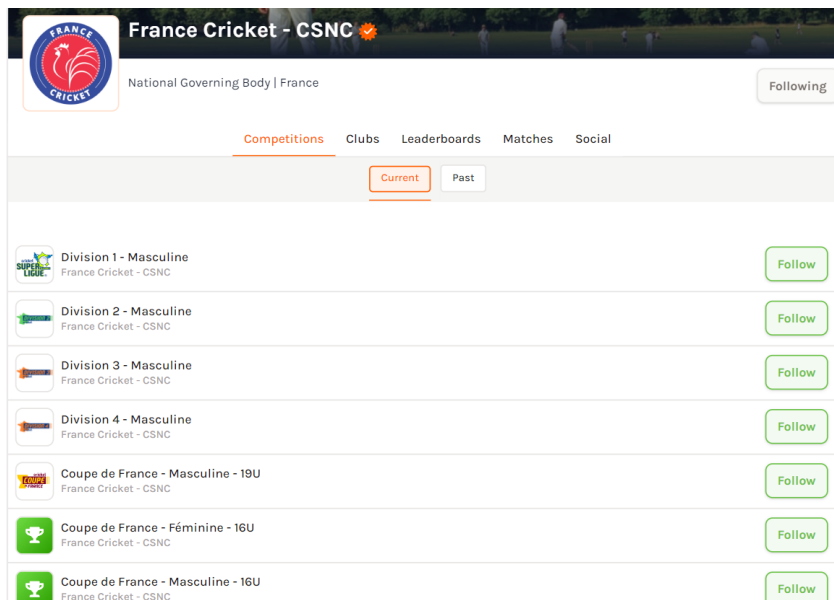 FRANCE
CRICKET
France Cricket - CSNC
National Governing Body | France
Following
Competitions Clubs Leaderboards Matches Social
Current Past
SUPER
LIGUE
Division 1 - Masculine
France Cricket - CSNC
Follow
Division 2 - Masculine
France Cricket - CSNC
Follow
Division 3 - Masculine
France Cricket - CSNC
Follow
Division 4 - Masculine
France Cricket - CSNC
Follow
COUPE
Coupe de France - Masculine - 19U
France Cricket - CSNC
Follow
Coupe de France - Féminine - 16U
France Cricket - CSNC
Follow
Coupe de France - Masculine - 16U
France Cricket - CSNC
Follow